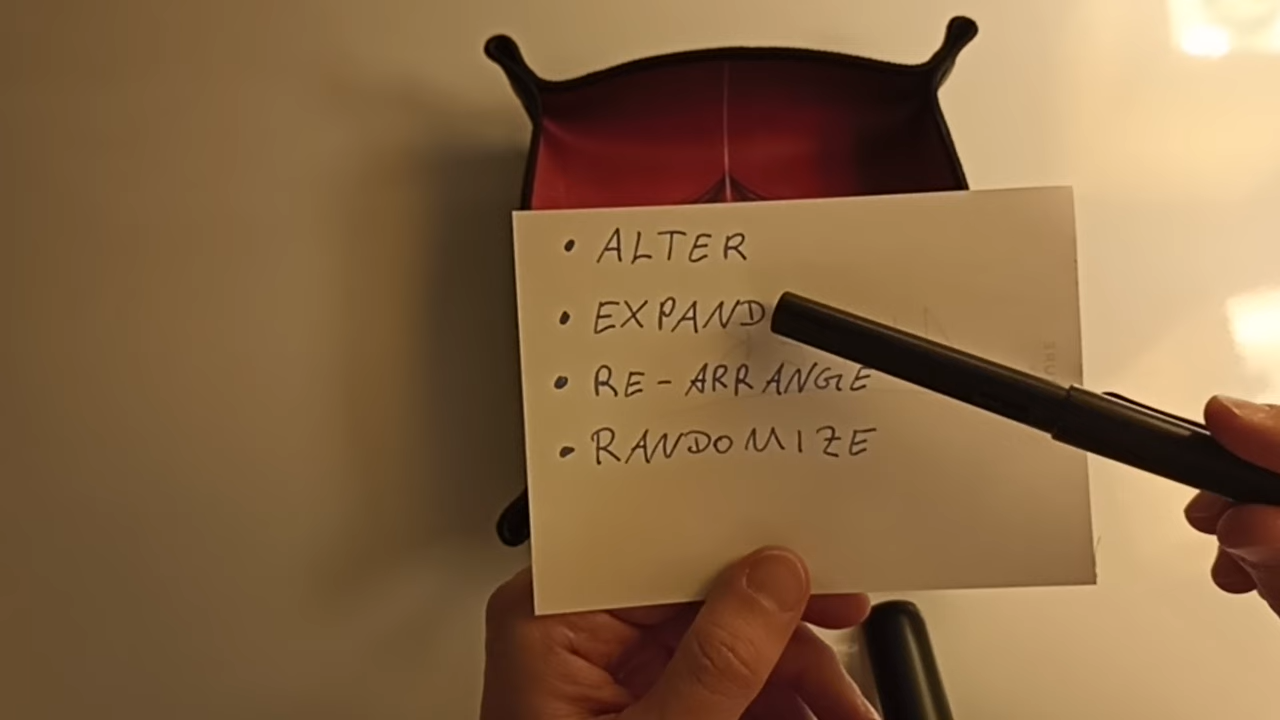 • ALTER
• EXPAND
• RE-ARRANGE
• RANDOMIZE